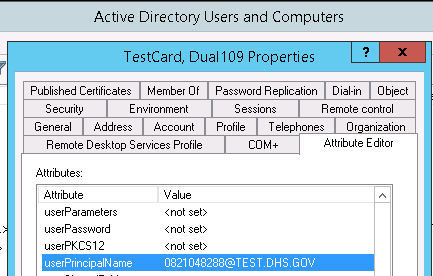 Active Directory Users and Computers
TestCard, Dual109 Properties
? x
Published Certificates Member Of Password Replication Dial-in Object
Security Environment Sessions Remote control
General Address Account Profile Telephones Organization
Remote Desktop Services Profile COM+ Attribute Editor
Attributes:
Attribute Value
userParameters <not set>
userPassword <not set>
userPKCS12 <not set>
userPrincipalName 0821048288@TEST.DHS.GOV